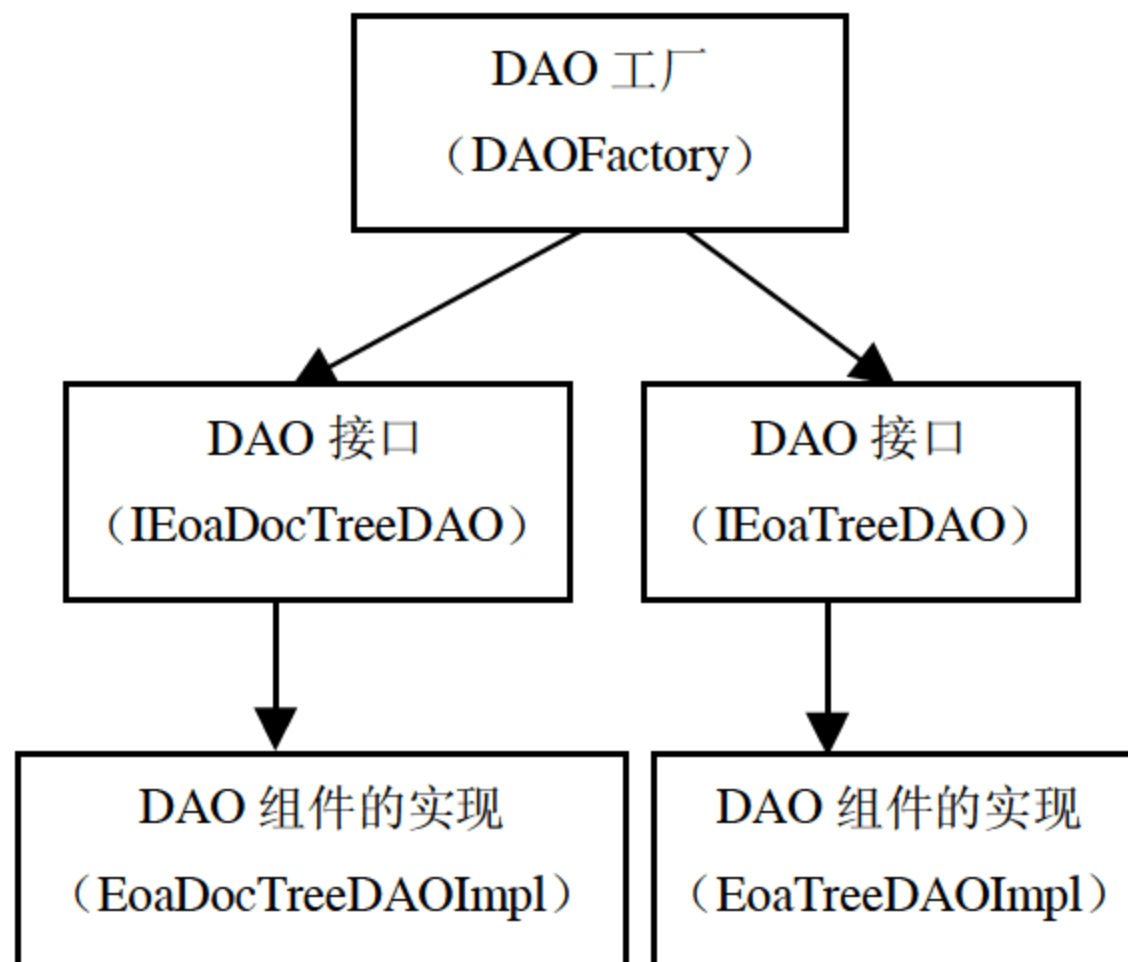 DAO 工厂
（DAOFactory）
DAO 接口
（IEoaDocTreeDAO）
DAO 接口
（IEoaTreeDAO）
DAO 组件的实现
（EoaDocTreeDAOImpl）
DAO 组件的实现
（EoaTreeDAOImpl）